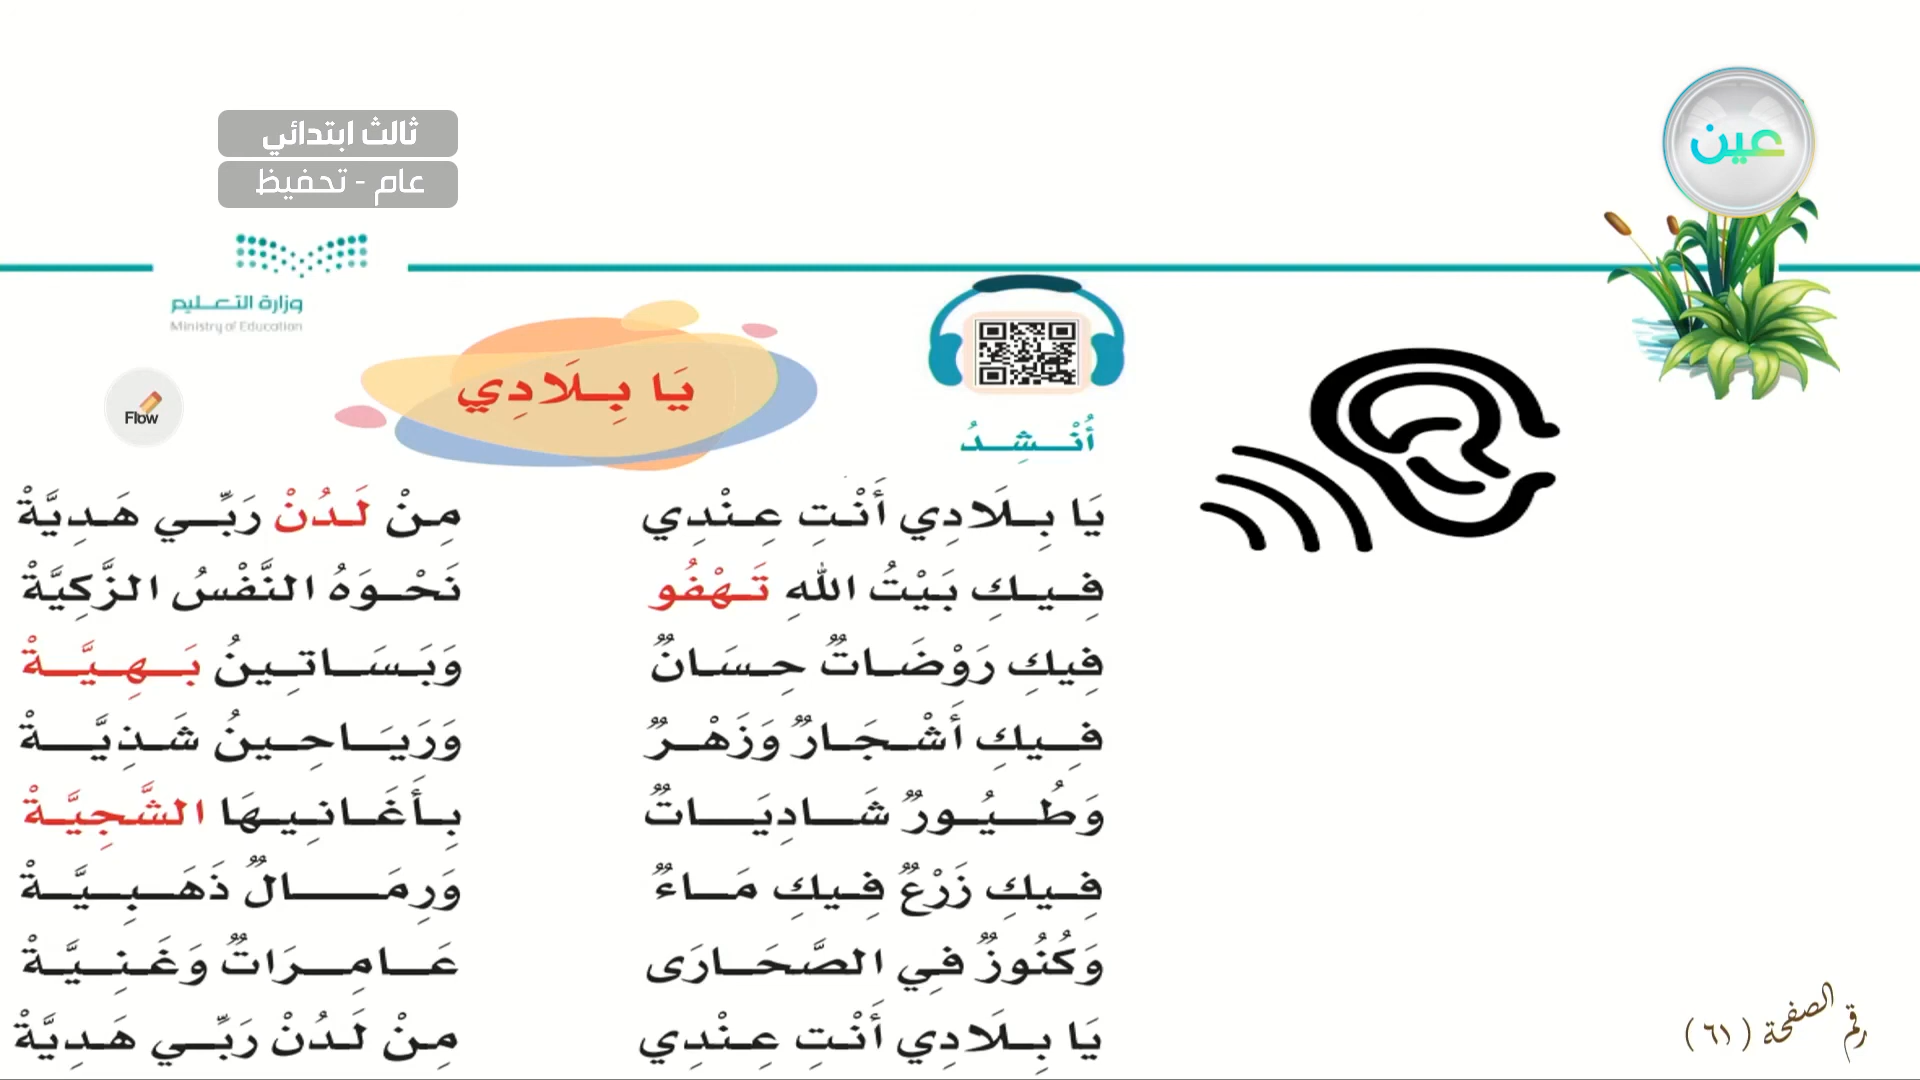 ثالث ابتدائي
عام - تحفيظ
عين
وزارة التعليم
Ministry of Education
Flow
يَا بِلَادِي
أُنْشِدُ
يَا بِلَادِي أَنْتِ عِنْدِي مِنْ لَدُنْ رَبِّي هَدِيَّةْ
فِيكِ بَيْتُ اللهِ تَهْفُو نَحْوَهُ النَّفْسُ الزَّكِيَّةْ
فِيكِ رَوْضَاتٌ حِسَانٌ وَبَسَاتِينُ بَهِيَّةْ
فِيكِ أَشْجَارٌ وَزَهْرٌ وَرَيَاحِينُ شَذِيَّةْ
وَطُيُورٌ شَادِيَاتٌ بِأَغَانِيهَا الشَّجِيَّةْ
فِيكِ زَرْعٌ فِيكِ مَاءٌ وَرِمَالٌ ذَهَبِيَّةْ
وَكُنُوزٌ فِي الصَّحَارَى عَامِرَاتٌ وَغَنِيَّةْ
يَا بِلَادِي أَنْتِ عِنْدِي مِنْ لَدُنْ رَبِّي هَدِيَّةْ
رقم الصفحة ( ٦١ )